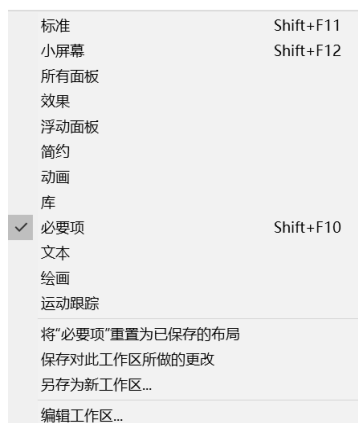 标准 Shift+F11
小屏幕 Shift+F12
所有面板
效果
浮动面板
简约
动画
库
必要项 Shift+F10
文本
绘画
运动跟踪
将“必要项”重置为已保存的布局
保存对此工作区所做的更改
另存为新工作区...
编辑工作区...